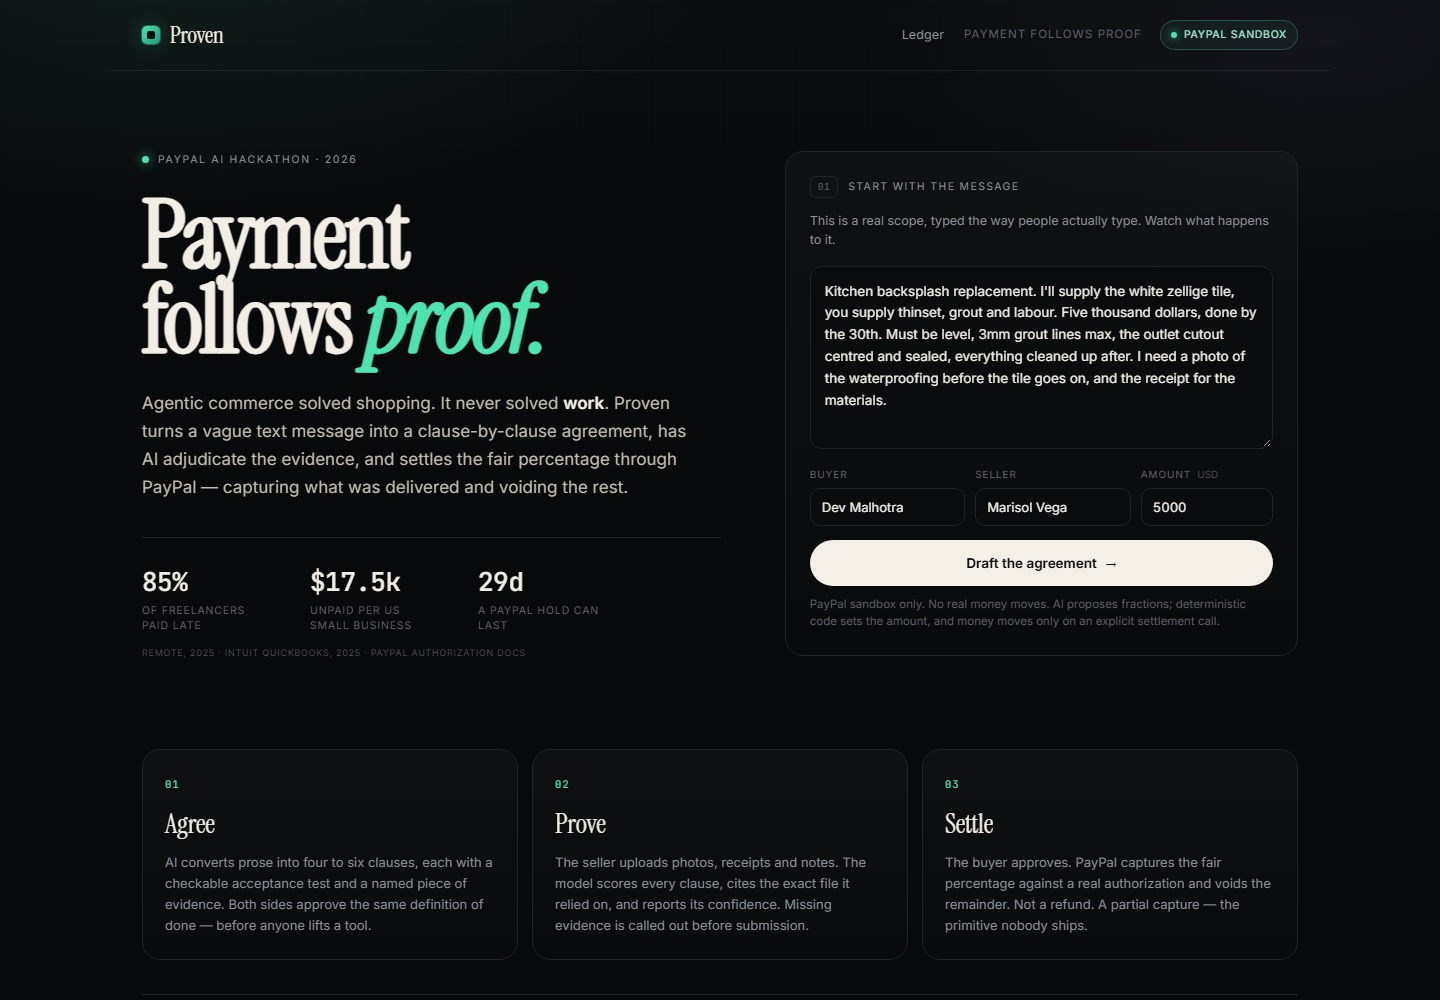 Proven
Ledger
PAYMENT FOLLOWS PROOF
PAYPAL SANDBOX
PAYPAL AI HACKATHON · 2026
Payment
follows proof.
Agentic commerce solved shopping. It never solved work. Proven
turns a vague text message into a clause-by-clause agreement, has
AI adjudicate the evidence, and settles the fair percentage through
PayPal — capturing what was delivered and voiding the rest.
85%
OF FREELANCERS
PAID LATE
$17.5k
UNPAID PER US
SMALL BUSINESS
29d
A PAYPAL HOLD CAN
LAST
REMOTE, 2025 · INTUIT QUICKBOOKS, 2025 · PAYPAL AUTHORIZATION DOCS
01 START WITH THE MESSAGE
This is a real scope, typed the way people actually type. Watch what happens
to it.
Kitchen backsplash replacement. I'll supply the white zellige tile,
you supply thinset, grout and labour. Five thousand dollars, done by
the 30th. Must be level, 3mm grout lines max, the outlet cutout
centred and sealed, everything cleaned up after. I need a photo of
the waterproofing before the tile goes on, and the receipt for the
materials.
BUYER
Dev Malhotra
SELLER
Marisol Vega
AMOUNT USD
5000
Draft the agreement →
PayPal sandbox only. No real money moves. AI proposes fractions; deterministic
code sets the amount, and money moves only on an explicit settlement call.
01
Agree
AI converts prose into four to six clauses, each with a
checkable acceptance test and a named piece of
evidence. Both sides approve the same definition of
done — before anyone lifts a tool.
02
Prove
The seller uploads photos, receipts and notes. The
model scores every clause, cites the exact file it
relied on, and reports its confidence. Missing
evidence is called out before submission.
03
Settle
The buyer approves. PayPal captures the fair
percentage against a real authorization and voids the
remainder. Not a refund. A partial capture — the
primitive nobody ships.